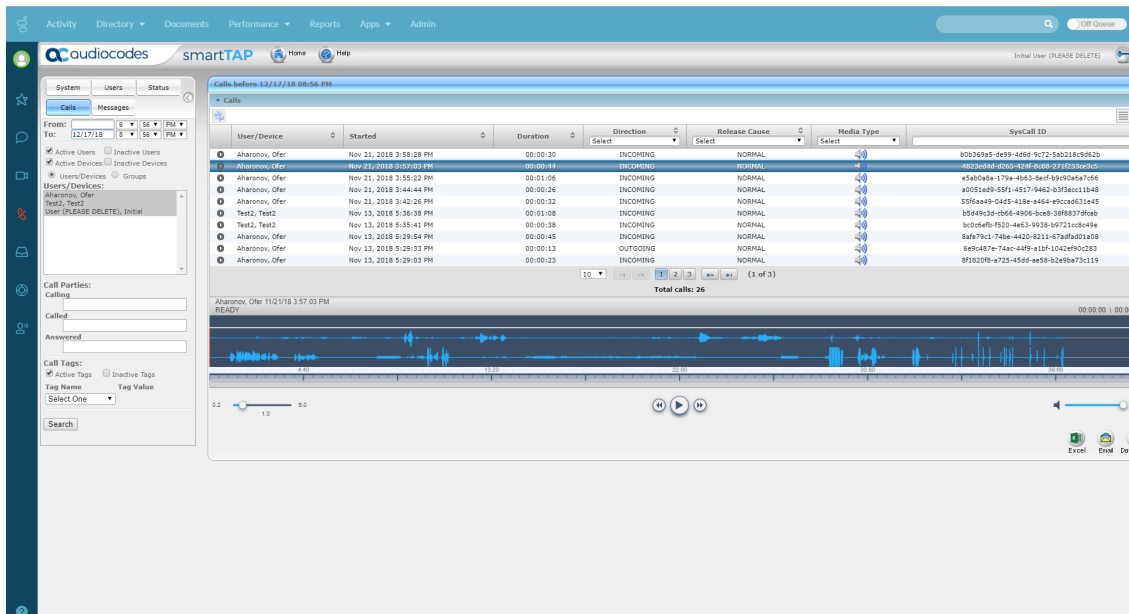 Activity Directory Documents Performance Reports Apps Admin Off Queue
audiocodes smartTAP Home Help Initial User (PLEASE DELETE)
System Users Status
Calls Messages
From: 6 56 PM
To: 12/17/18 8 56 PM
Active Users Inactive Users
Active Devices Inactive Devices
Users/Devices Groups
Users/Devices:
Aharonov, Ofer
Test2, Test2
User (PLEASE DELETE), Initial
Call Parties:
Calling
Called
Answered
Call Tags:
Active Tags Inactive Tags
Tag Name Tag Value
Select One
Search
Calls before 12/17/18 08:56 PM
Calls
User/Device Started Duration Direction Release Cause Media Type SysCall ID
Select Select Select
Aharonov, Ofer Nov 21, 2018 3:58:28 PM 00:00:30 INCOMING NORMAL b0b369a5-de99-4d6d-9c72-5ab218c9d62b
Aharonov, Ofer Nov 21, 2018 3:57:03 PM 00:00:44 INCOMING NORMAL
Aharonov, Ofer Nov 21, 2018 3:55:22 PM 00:01:06 INCOMING NORMAL e5ab0a8a-179a-4b63-8ecf-b9c90a6a7c66
Aharonov, Ofer Nov 21, 2018 3:44:44 PM 00:00:26 INCOMING NORMAL a0051ed9-55f1-4517-9462-b3f3ecc11b48
Aharonov, Ofer Nov 21, 2018 3:42:26 PM 00:00:32 INCOMING NORMAL 55f6aa49-04d5-418e-a464-e9ccad631e45
Test2, Test2 Nov 13, 2018 5:36:38 PM 00:01:08 INCOMING NORMAL b5d49c3d-cb66-4906-bce8-38f8837dfcab
Test2, Test2 Nov 13, 2018 5:35:41 PM 00:00:38 INCOMING NORMAL bc0c6efb-f520-4e63-9938-b9721cc8c49e
Aharonov, Ofer Nov 13, 2018 5:29:54 PM 00:00:45 INCOMING NORMAL 8afe79c1-74be-4420-8211-67adfad01a08
Aharonov, Ofer Nov 13, 2018 5:29:33 PM 00:00:13 OUTGOING NORMAL 6e9c487e-74ac-44f9-a1bf-1042ef90c283
Aharonov, Ofer Nov 13, 2018 5:29:03 PM 00:00:23 INCOMING NORMAL 8f1820f8-a725-45dd-ae58-b2e9ba73c119
10 1 2 3 (1 of 3)
Total calls: 26
Aharonov, Ofer 11/21/18 3:57:03 PM
READY 00:00:00 | 00:0
4.40 13.20 22.00 30.80 39.60
0.2 5.0
1.0
Excel Email Do